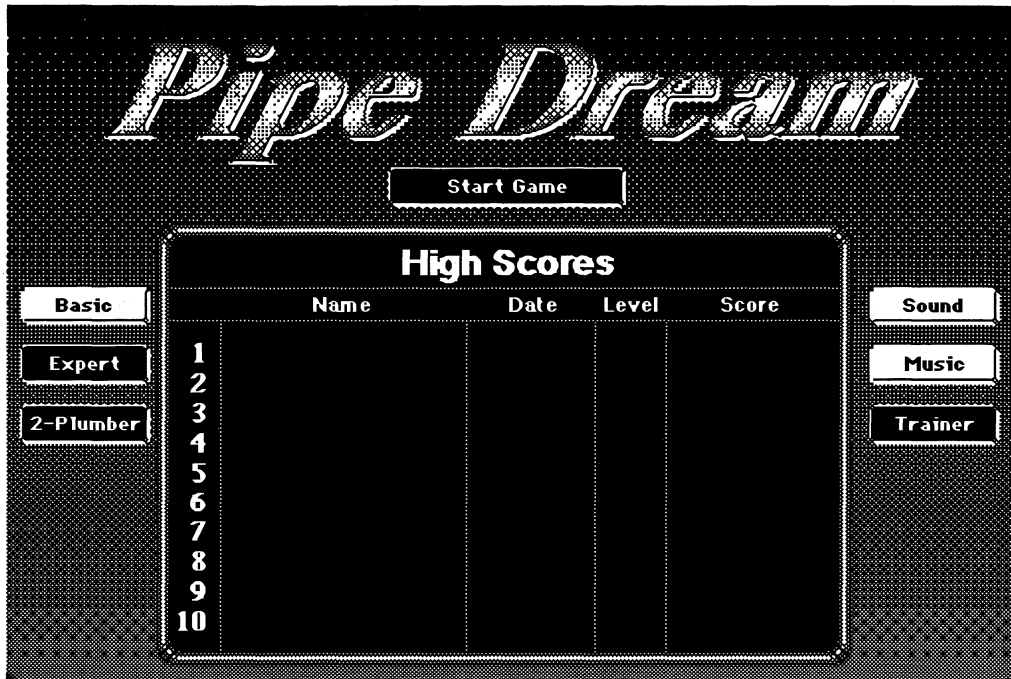 Pipe Dream
Start Game
High Scores
Name Date Level Score
Basic
Expert
2-Plumber
1
2
3
4
5
6
7
8
9
10
Sound
Music
Trainer